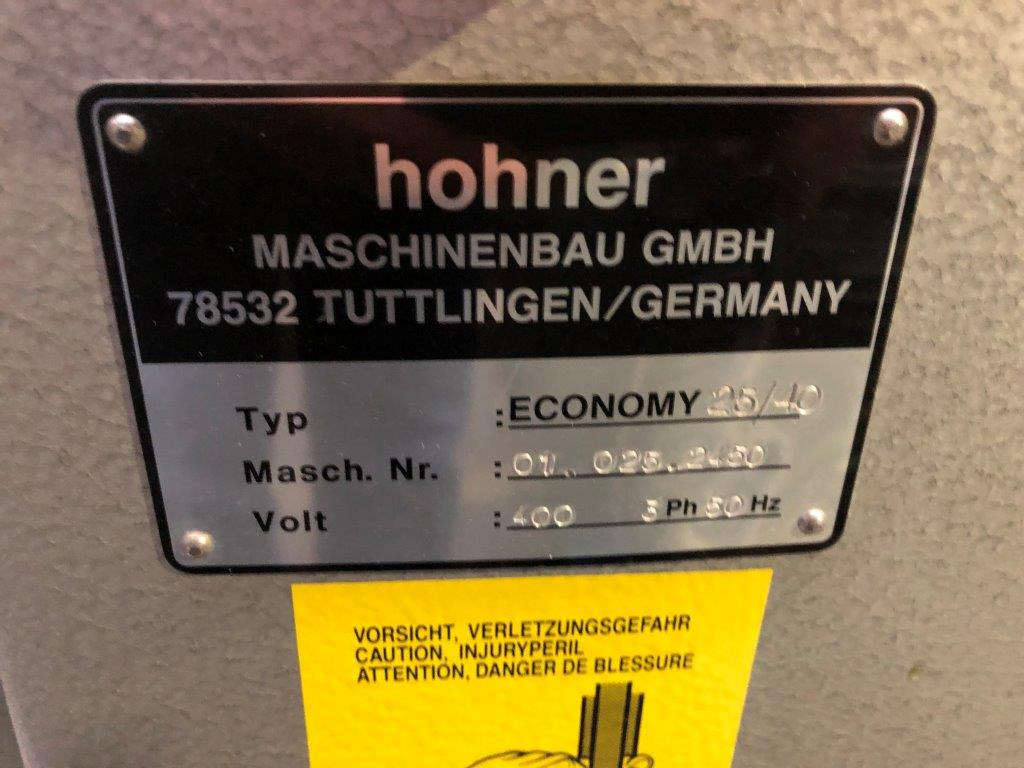 hohner
MASCHINENBAU GMBH
78532 TUTTLINGEN/GERMANY
Typ : ECONOMY 25/40
Masch. Nr. : 01. 025. 2450
Volt : 400 3 Ph 50 Hz
VORSICHT, VERLETZUNGSGEFAHR
CAUTION, INJURYPERIL
ATTENTION, DANGER DE BLESSURE